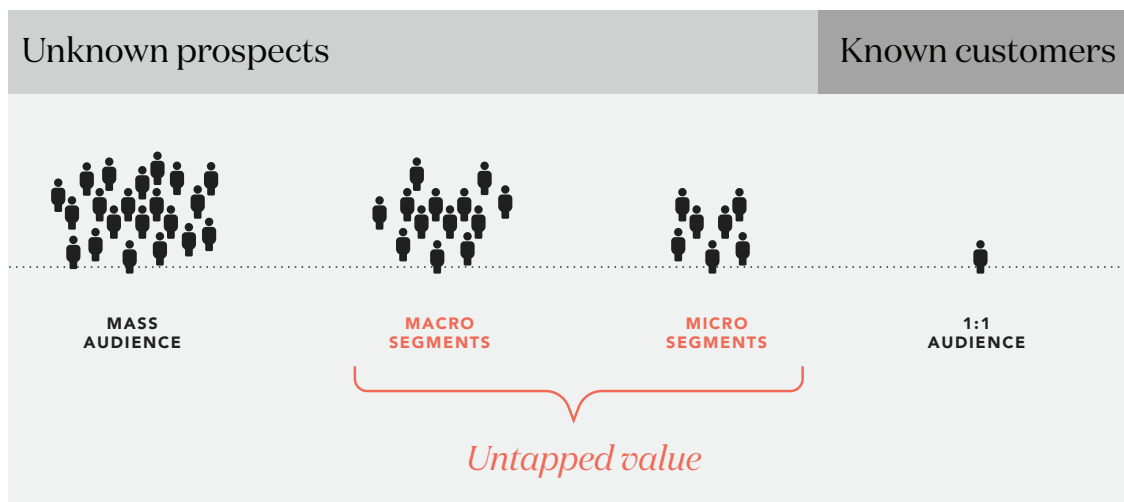 Unknown prospects
Known customers
MASS
AUDIENCE
MACRO
SEGMENTS
MICRO
SEGMENTS
1:1
AUDIENCE
Untapped value